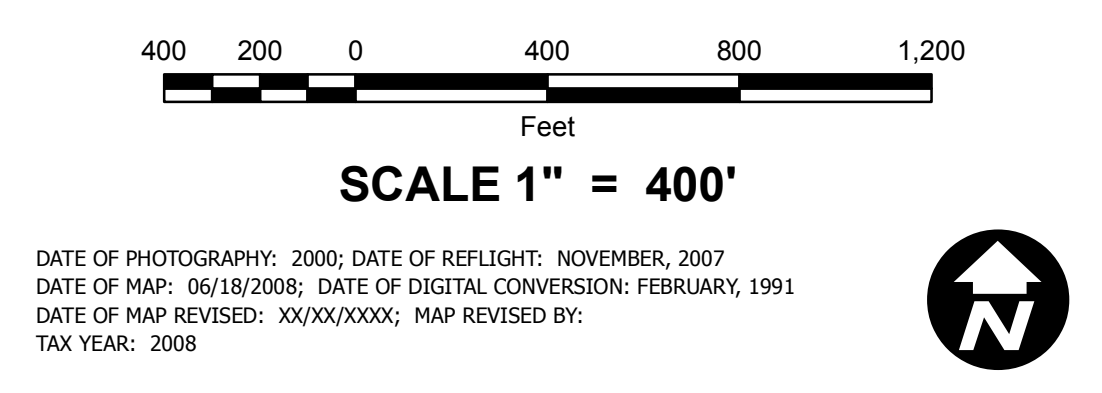 400 200 0 400 800 1,200
Feet
SCALE 1" = 400'
DATE OF PHOTOGRAPHY: 2000; DATE OF REFLIGHT: NOVEMBER, 2007
DATE OF MAP: 06/18/2008; DATE OF DIGITAL CONVERSION: FEBRUARY, 1991
DATE OF MAP REVISED: XX/XX/XXXX; MAP REVISED BY:
TAX YEAR: 2008
N